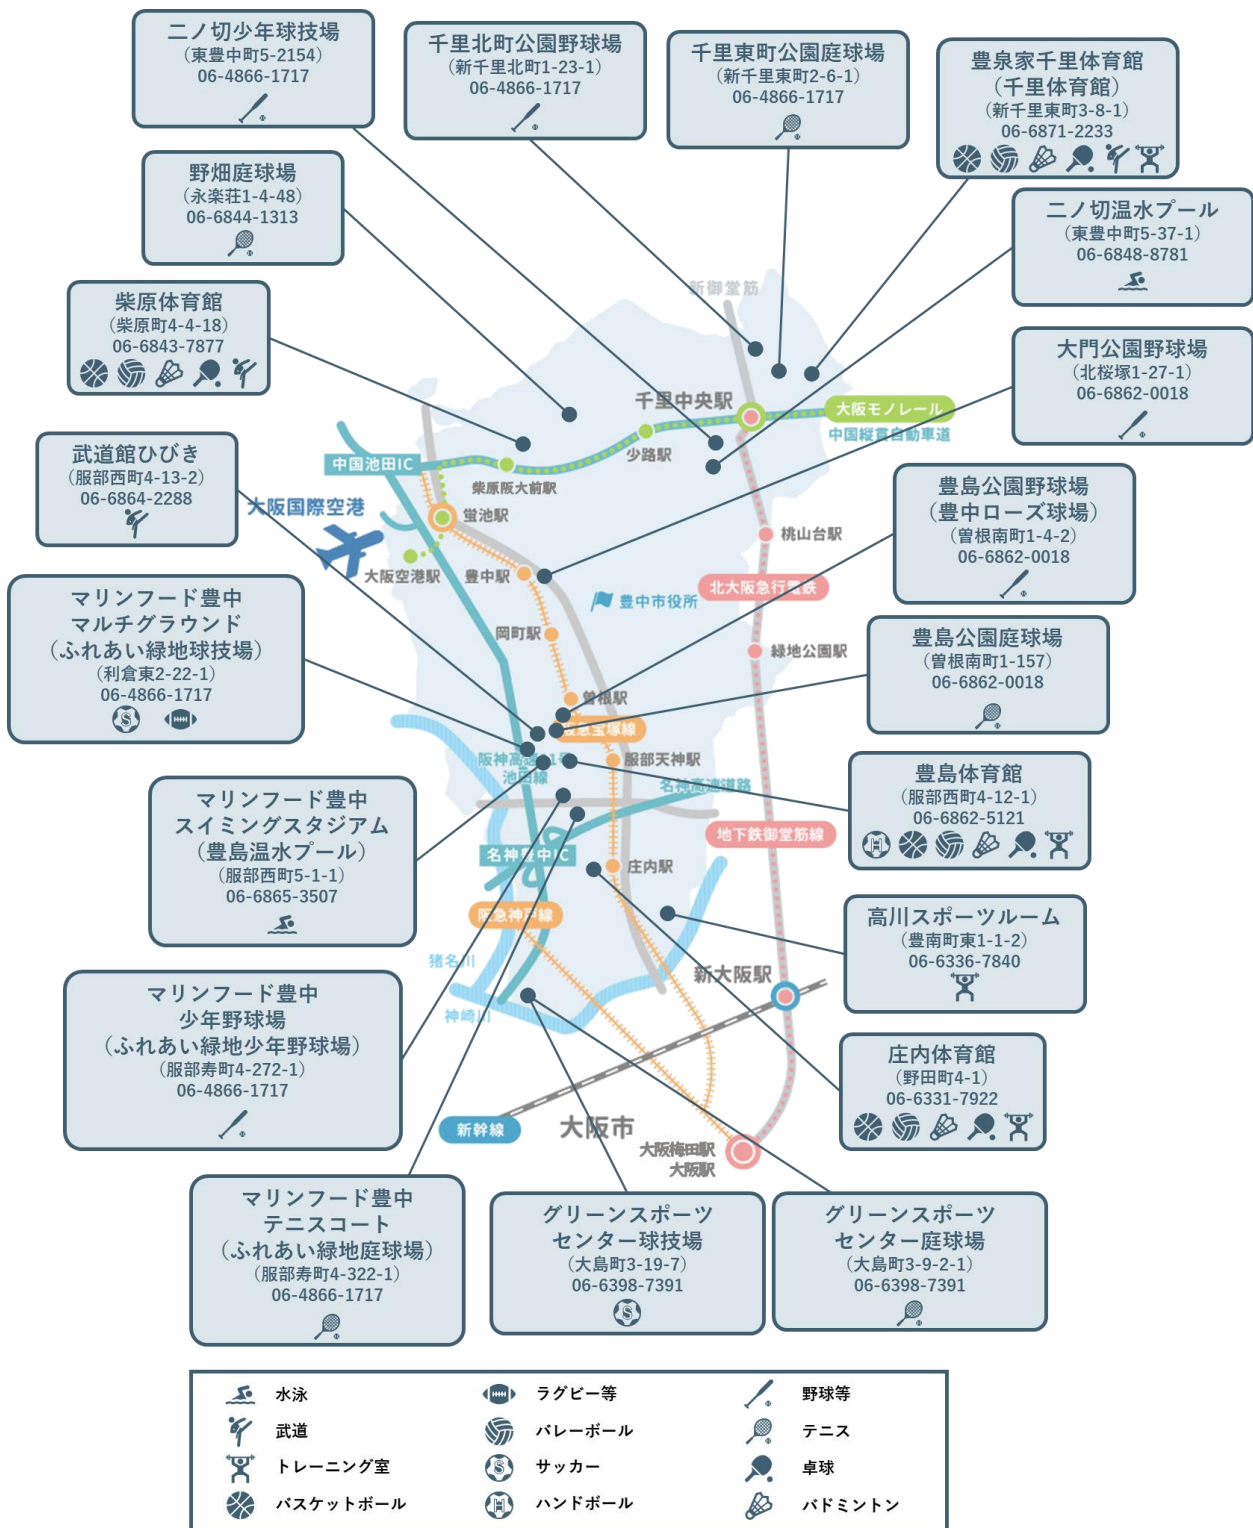 二ノ切少年球技場
(東豊中町5-2154)
06-4866-1717
千里北町公園野球場
(新千里北町1-23-1)
06-4866-1717
千里東町公園庭球場
(新千里東町2-6-1)
06-4866-1717
豊泉家千里体育館
(千里体育館)
(新千里東町3-8-1)
06-6871-2233
野畑庭球場
(永楽荘1-4-48)
06-6844-1313
二ノ切温水プール
(東豊中町5-37-1)
06-6848-8781
柴原体育館
(柴原町4-4-18)
06-6843-7877
大門公園野球場
(北桜塚1-27-1)
06-6862-0018
武道館ひびき
(服部西町4-13-2)
06-6864-2288
豊島公園野球場
(豊中ローズ球場)
(曽根南町1-4-2)
06-6862-0018
マリンフード豊中
マルチグラウンド
(ふれあい緑地球技場)
(利倉東2-22-1)
06-4866-1717
豊島公園庭球場
(曽根南町1-157)
06-6862-0018
マリンフード豊中
スイミングスタジアム
(豊島温水プール)
(服部西町5-1-1)
06-6865-3507
豊島体育館
(服部西町4-12-1)
06-6862-5121
高川スポーツルーム
(豊南町東1-1-2)
06-6336-7840
マリンフード豊中
少年野球場
(ふれあい緑地少年野球場)
(服部寿町4-272-1)
06-4866-1717
庄内体育館
(野田町4-1)
06-6331-7922
マリンフード豊中
テニスコート
(ふれあい緑地庭球場)
(服部寿町4-322-1)
06-4866-1717
グリーンスポーツ
センター球技場
(大島町3-19-7)
06-6398-7391
グリーンスポーツ
センター庭球場
(大島町3-9-2-1)
06-6398-7391
新御堂筋
千里中央駅
大阪モノレール
中国縦貫自動車道
少路駅
中国池田IC
柴原阪大前駅
大阪国際空港
蛍池駅
桃山台駅
大阪空港駅
豊中駅
北大阪急行電鉄
豊中市役所
岡町駅
緑地公園駅
曽根駅
阪急宝塚線
阪神高速11号
池田線
服部天神駅
名神高速道路
地下鉄御堂筋線
名神豊中IC
庄内駅
阪急神戸線
猪名川
新大阪駅
神崎川
新幹線
大阪市
大阪梅田駅
大阪駅
水泳
ラグビー等
野球等
武道
バレーボール
テニス
トレーニング室
サッカー
卓球
バスケットボール
ハンドボール
バドミントン